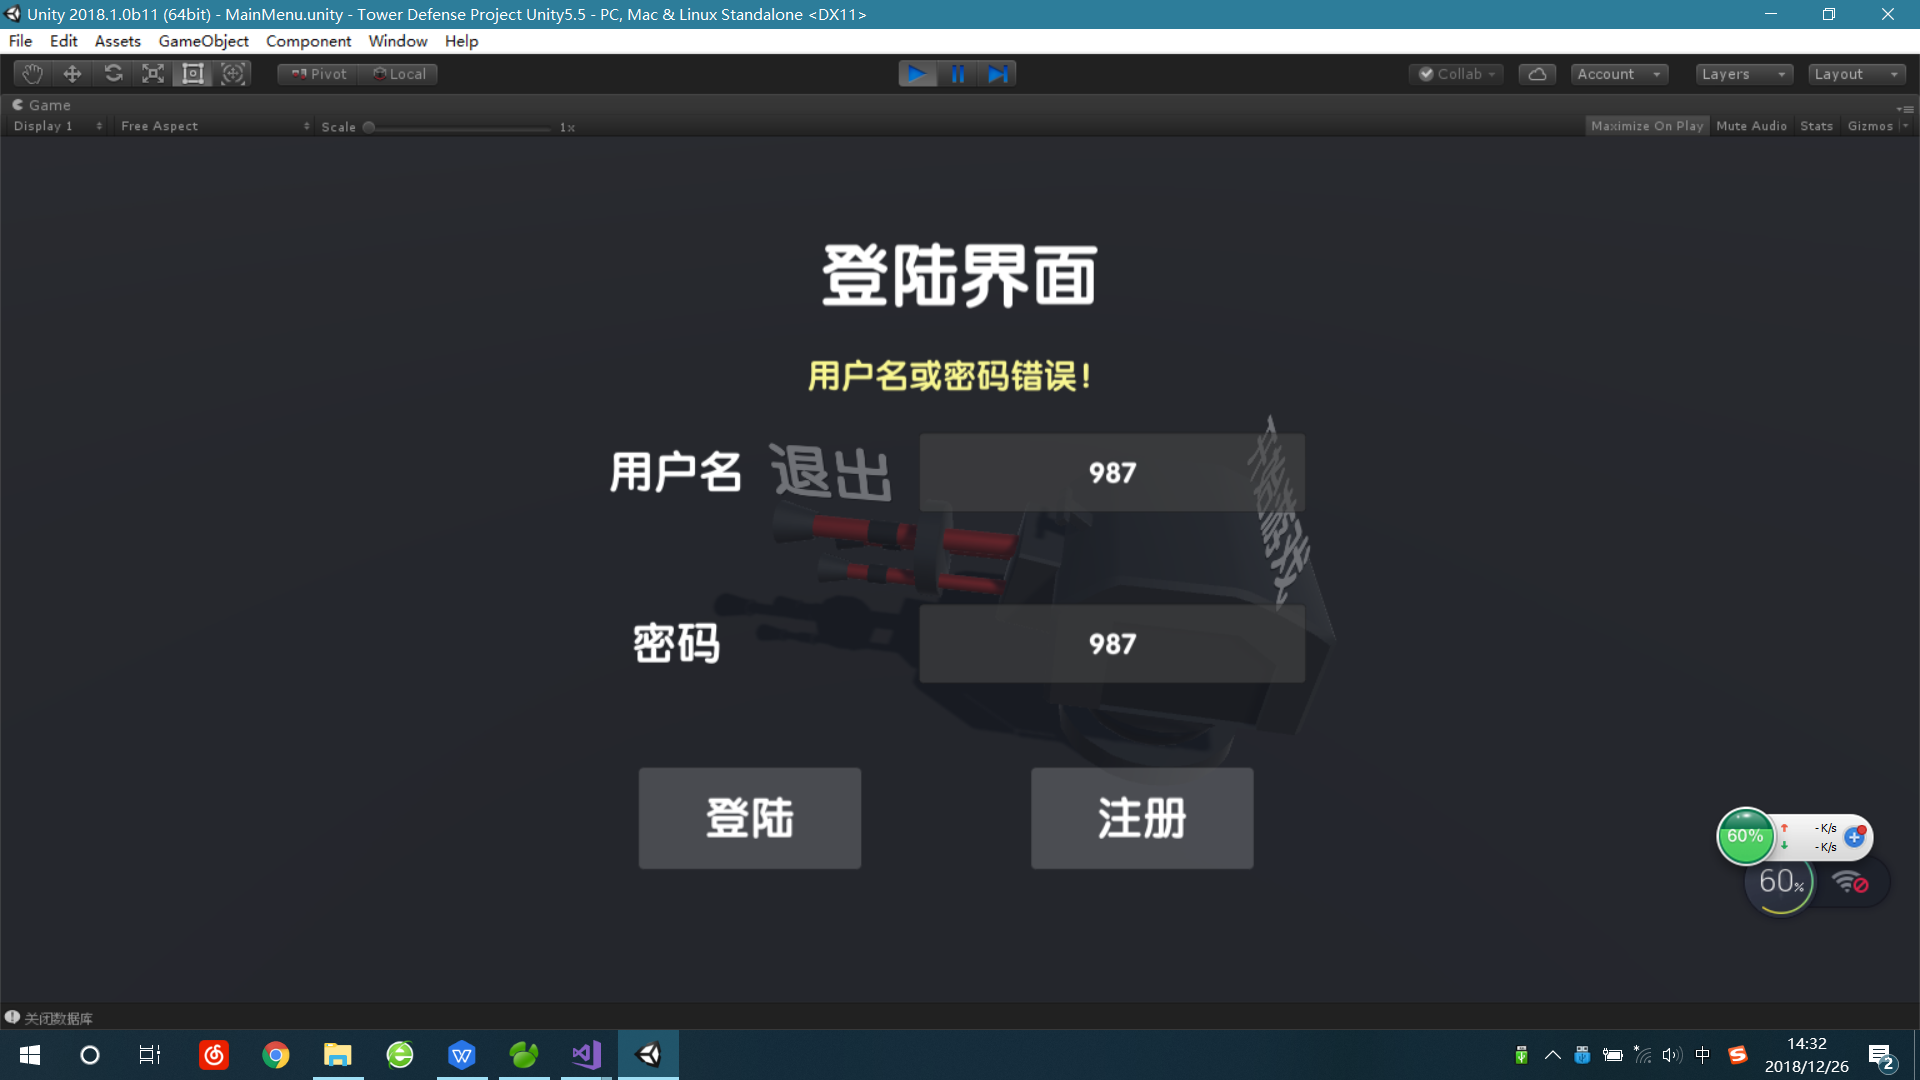 Unity 2018.1.0b11 (64bit) - MainMenu.unity - Tower Defense Project Unity5.5 - PC, Mac & Linux Standalone <DX11>
File Edit Assets GameObject Component Window Help
Pivot Local Collab Account Layers Layout
Game
Display 1 Free Aspect Scale 1x Maximize On Play Mute Audio Stats Gizmos
登陆界面
用户名或密码错误!
用户名 退出 987
密码 987
登陆 注册
60% - K/s
- K/s
60%
关闭数据库
中
14:32
2018/12/26
2